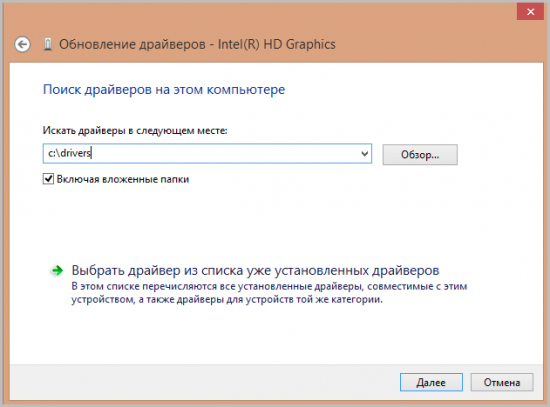 Обновление драйверов - Intel(R) HD Graphics
Поиск драйверов на этом компьютере
Искать драйверы в следующем месте:
c:\drivers
Обзор...
Включая вложенные папки
Выбрать драйвер из списка уже установленных драйверов
В этом списке перечисляются все установленные драйверы, совместимые с этим
устройством, а также драйверы для устройств той же категории.
Далее
Отмена